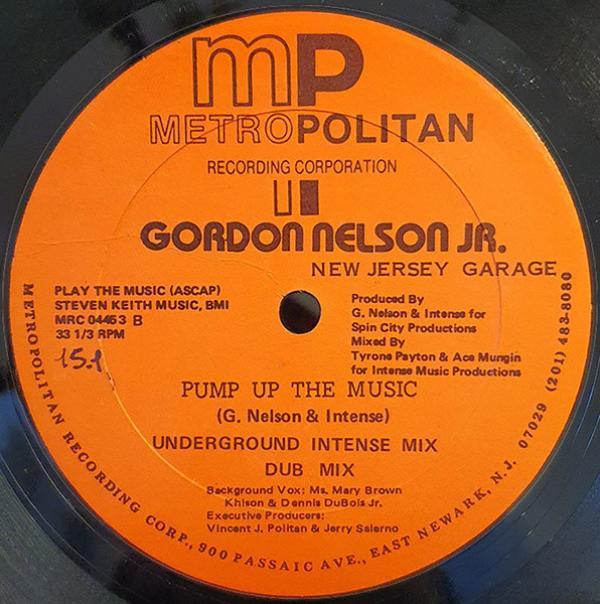 mp
METROPOLITAN
RECORDING CORPORATION
GORDON NELSON JR.
NEW JERSEY GARAGE
PLAY THE MUSIC (ASCAP)
STEVEN KEITH MUSIC, BMI
MRC 04463 B
33 1/3 RPM
15.1
Produced By
G. Nelson & Intense for
Spin City Productions
Mixed By
Tyrone Payton & Ace Mungin
for Intense Music Productions
PUMP UP THE MUSIC
(G. Nelson & Intense)
UNDERGROUND INTENSE MIX
DUB MIX
Background Vox: Ms. Mary Brown
Khison & Dennis DuBois Jr.
Executive Producers:
Vincent J. Politan & Jerry Salerno
METROPOLITAN RECORDING CORP., 900 PASSAIC AVE., EAST NEWARK, N.J. 07029 (201) 483-8080